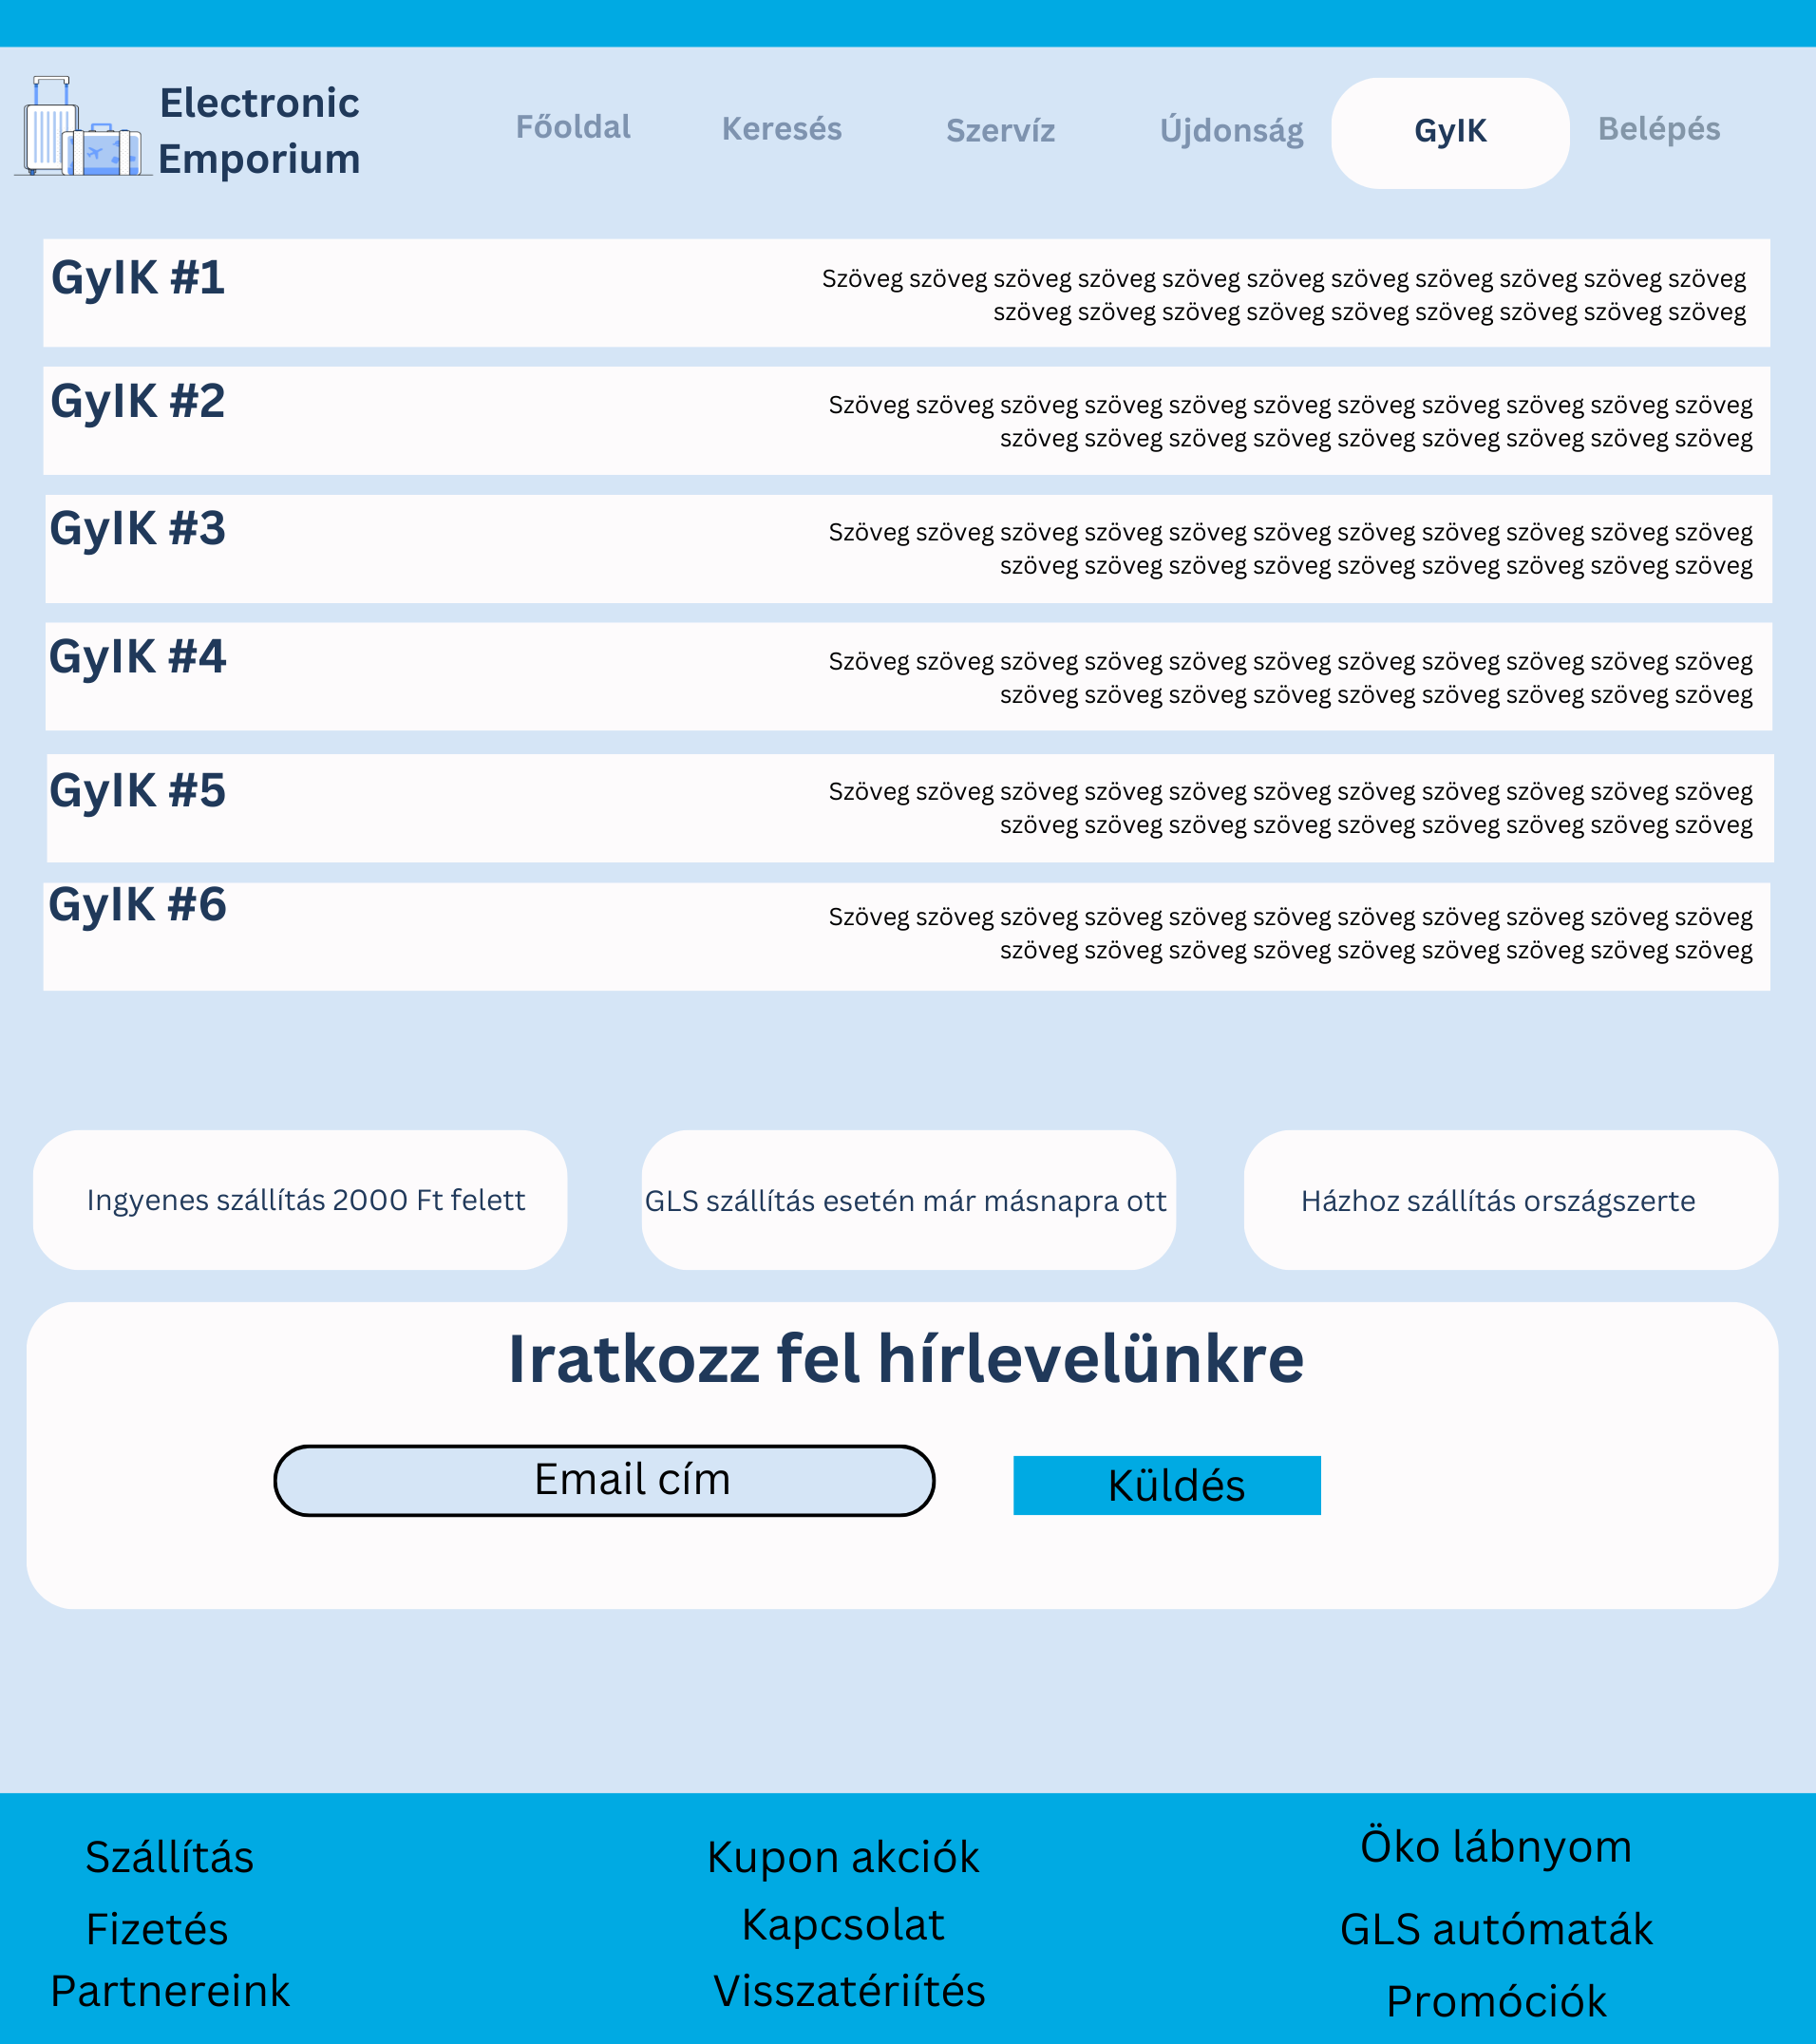 Electronic
Emporium
Főoldal
Keresés
Szervíz
Újdonság
GyIK
Belépés
GyIK #1
Szöveg szöveg szöveg szöveg szöveg szöveg szöveg szöveg szöveg szöveg szöveg
szöveg szöveg szöveg szöveg szöveg szöveg szöveg szöveg szöveg
GyIK #2
Szöveg szöveg szöveg szöveg szöveg szöveg szöveg szöveg szöveg szöveg szöveg
szöveg szöveg szöveg szöveg szöveg szöveg szöveg szöveg szöveg
GyIK #3
Szöveg szöveg szöveg szöveg szöveg szöveg szöveg szöveg szöveg szöveg szöveg
szöveg szöveg szöveg szöveg szöveg szöveg szöveg szöveg szöveg
GyIK #4
Szöveg szöveg szöveg szöveg szöveg szöveg szöveg szöveg szöveg szöveg szöveg
szöveg szöveg szöveg szöveg szöveg szöveg szöveg szöveg szöveg
GyIK #5
Szöveg szöveg szöveg szöveg szöveg szöveg szöveg szöveg szöveg szöveg szöveg
szöveg szöveg szöveg szöveg szöveg szöveg szöveg szöveg szöveg
GyIK #6
Szöveg szöveg szöveg szöveg szöveg szöveg szöveg szöveg szöveg szöveg szöveg
szöveg szöveg szöveg szöveg szöveg szöveg szöveg szöveg szöveg
Ingyenes szállítás 2000 Ft felett
GLS szállítás esetén már másnapra ott
Házhoz szállítás országszerte
Iratkozz fel hírlevelünkre
Email cím
Küldés
Szállítás
Fizetés
Partnereink
Kupon akciók
Kapcsolat
Visszatériítés
Öko lábnyom
GLS autómaták
Promóciók